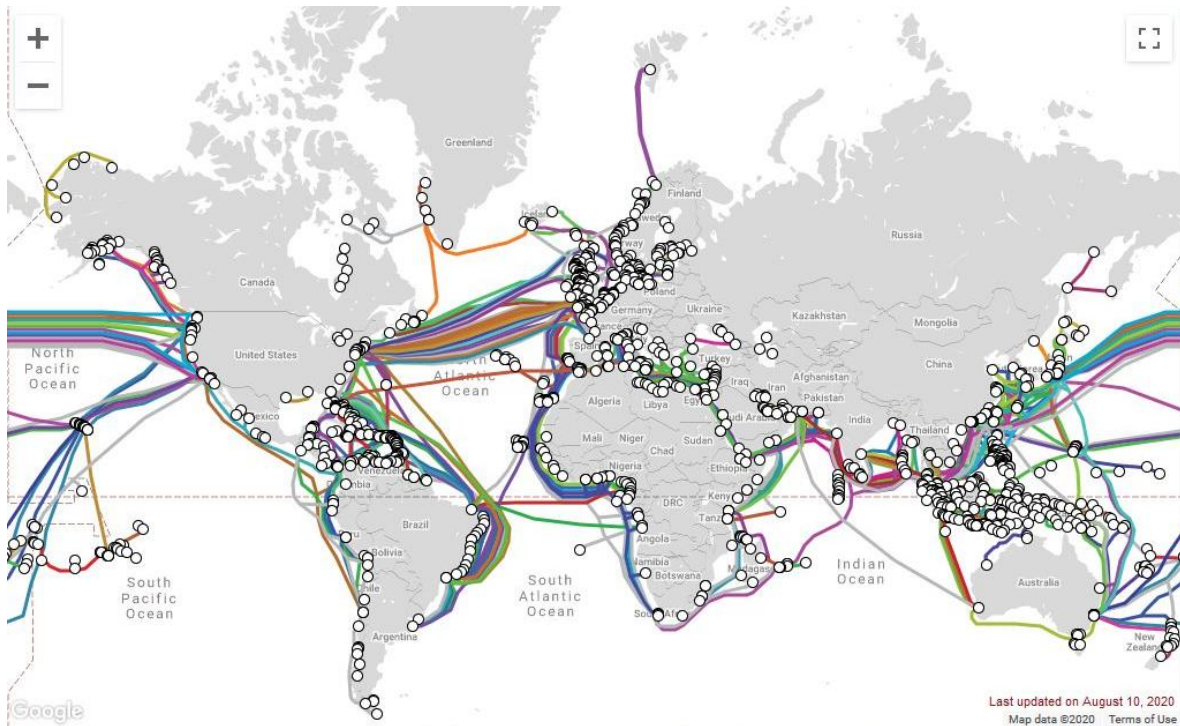 +
−
Greenland
Finland
Russia
Canada
Poland
Germany
Ukraine
Kazakhstan
Mongolia
North
Pacific
Ocean
United States
Atlantic
Ocean
Turkey
China
Iraq
Iran
Afghanistan
Pakistan
Algeria
Libya
India
Mali
Niger
Chad
Sudan
Thailand
Nigeria
Ethiopia
DRC
Brazil
Angola
Bolivia
Namibia
Botswana
South
Pacific
Ocean
South
Atlantic
Ocean
Indian
Ocean
Australia
Argentina
New
Zealand
Google
Last updated on August 10, 2020
Map data ©2020 Terms of Use